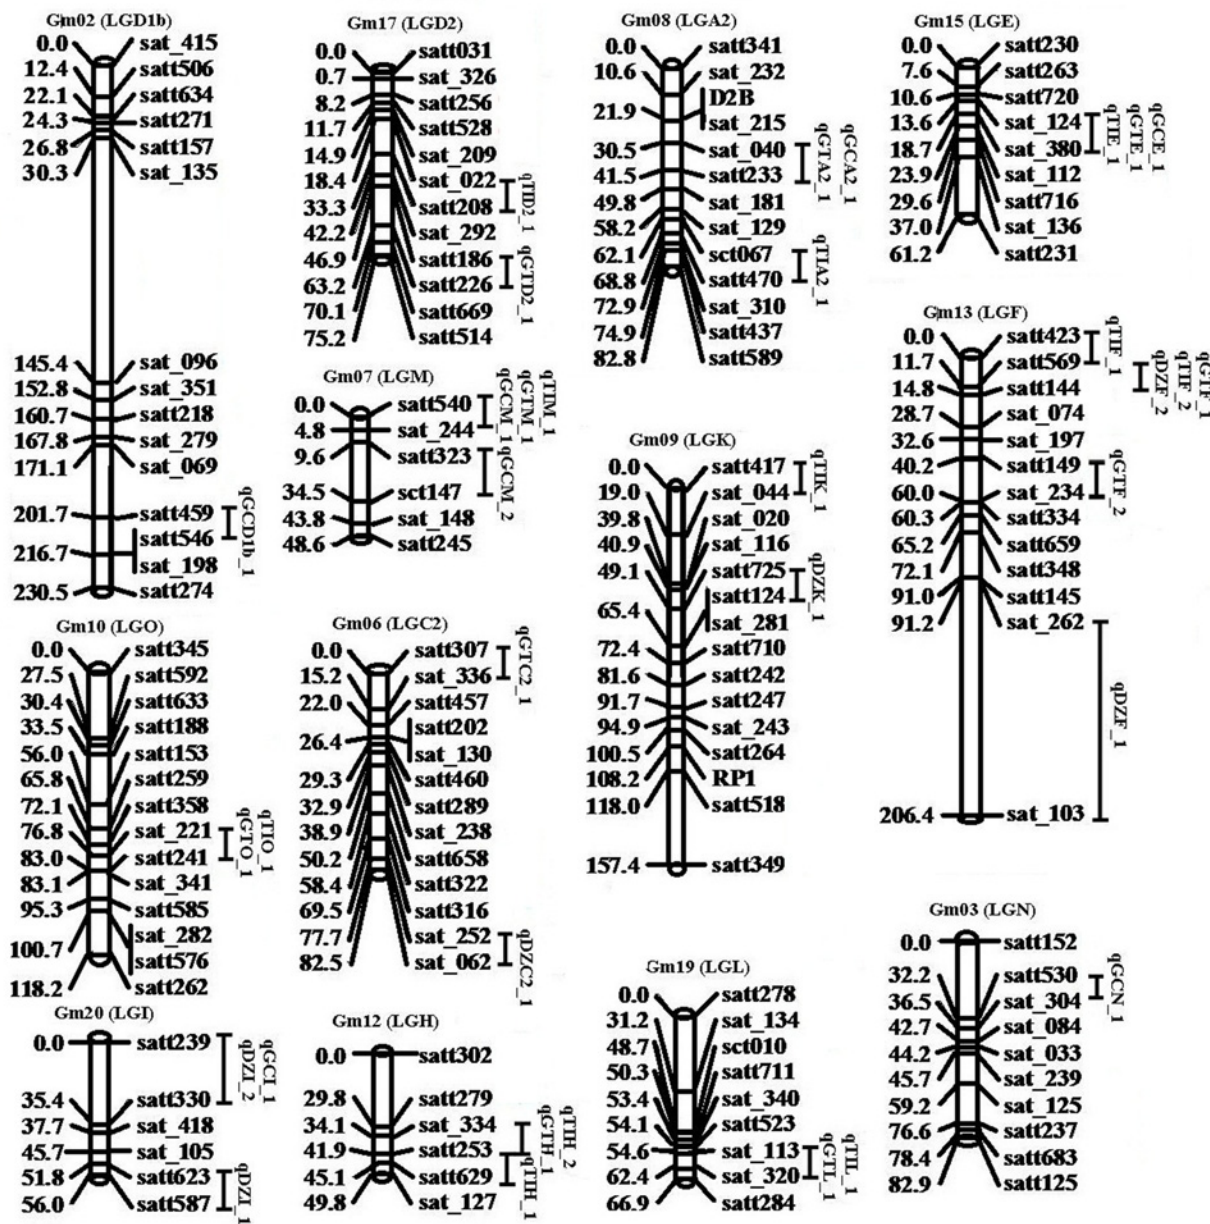 Gm02 (LGD1b)
0.0 sat_415
12.4 satt506
22.1 satt634
24.3 satt271
26.8 satt157
30.3 sat_135
145.4 sat_096
152.8 sat_351
160.7 satt218
167.8 sat_279
171.1 sat_069
201.7 satt459
satt546
216.7
sat_198
230.5 satt274
qGCD1b_1
Gm17 (LGD2)
0.0 satt031
0.7 sat_326
8.2 satt256
11.7 satt528
14.9 sat_209
18.4 sat_022
33.3 satt208
42.2 sat_292
46.9 satt186
63.2 satt226
70.1 satt669
75.2 satt514
qTID2_1
qGTD2_1
Gm08 (LGA2)
0.0 satt341
10.6 sat_232
D2B
21.9
sat_215
30.5 sat_040
41.5 satt233
49.8 sat_181
58.2 sat_129
62.1 sct067
68.8 satt470
72.9 sat_310
74.9 satt437
82.8 satt589
qGTA2_1
qGCA2_1
qTIA2_1
Gm15 (LGE)
0.0 satt230
7.6 satt263
10.6 satt720
13.6 sat_124
18.7 sat_380
23.9 sat_112
29.6 satt716
37.0 sat_136
61.2 satt231
qTIE_1
qGTE_1
qGCE_1
Gm07 (LGM)
0.0 satt540
4.8 sat_244
9.6 satt323
34.5 sct147
43.8 sat_148
48.6 satt245
qGCM_1
qGTM_1
qTIM_1
qGCM_2
Gm09 (LGK)
0.0 satt417
19.0 sat_044
39.8 sat_020
40.9 sat_116
49.1 satt725
satt124
65.4
sat_281
72.4 satt710
81.6 satt242
91.7 satt247
94.9 sat_243
100.5 satt264
108.2 RP1
118.0 satt518
157.4 satt349
qTIK_1
qDZK_1
Gm13 (LGF)
0.0 satt423
11.7 satt569
14.8 satt144
28.7 sat_074
32.6 sat_197
40.2 satt149
60.0 sat_234
60.3 satt334
65.2 satt659
72.1 satt348
91.0 satt145
91.2 sat_262
206.4 sat_103
qTIF_1
qDZF_2
qTIF_2
qGTF_1
qGTF_2
qDZF_1
Gm10 (LGO)
0.0 satt345
27.5 satt592
30.4 satt633
33.5 satt188
56.0 satt153
65.8 satt259
72.1 satt358
76.8 sat_221
83.0 satt241
83.1 sat_341
95.3 satt585
sat_282
100.7
satt576
118.2 satt262
qGTO_1
qTIO_1
Gm06 (LGC2)
0.0 satt307
15.2 sat_336
22.0 satt457
satt202
26.4
sat_130
29.3 satt460
32.9 satt289
38.9 sat_238
50.2 satt658
58.4 satt322
69.5 satt316
77.7 sat_252
82.5 sat_062
qGTC2_1
qDZC2_1
Gm19 (LGL)
0.0 satt278
31.2 sat_134
48.7 sct010
50.3 satt711
53.4 sat_340
54.1 satt523
54.6 sat_113
62.4 sat_320
66.9 satt284
qGTL_1
qTIL_1
Gm03 (LGN)
0.0 satt152
32.2 satt530
36.5 sat_304
42.7 sat_084
44.2 sat_033
45.7 sat_239
59.2 sat_125
76.6 satt237
78.4 satt683
82.9 satt125
qGCN_1
Gm20 (LGI)
0.0 satt239
35.4 satt330
37.7 sat_418
45.7 sat_105
51.8 satt623
56.0 satt587
qDZI_2
qGCI_1
qDZI_1
Gm12 (LGH)
0.0 satt302
29.8 satt279
34.1 sat_334
41.9 satt253
45.1 satt629
49.8 sat_127
qGTH_1
qTIH_2
qTIH_1